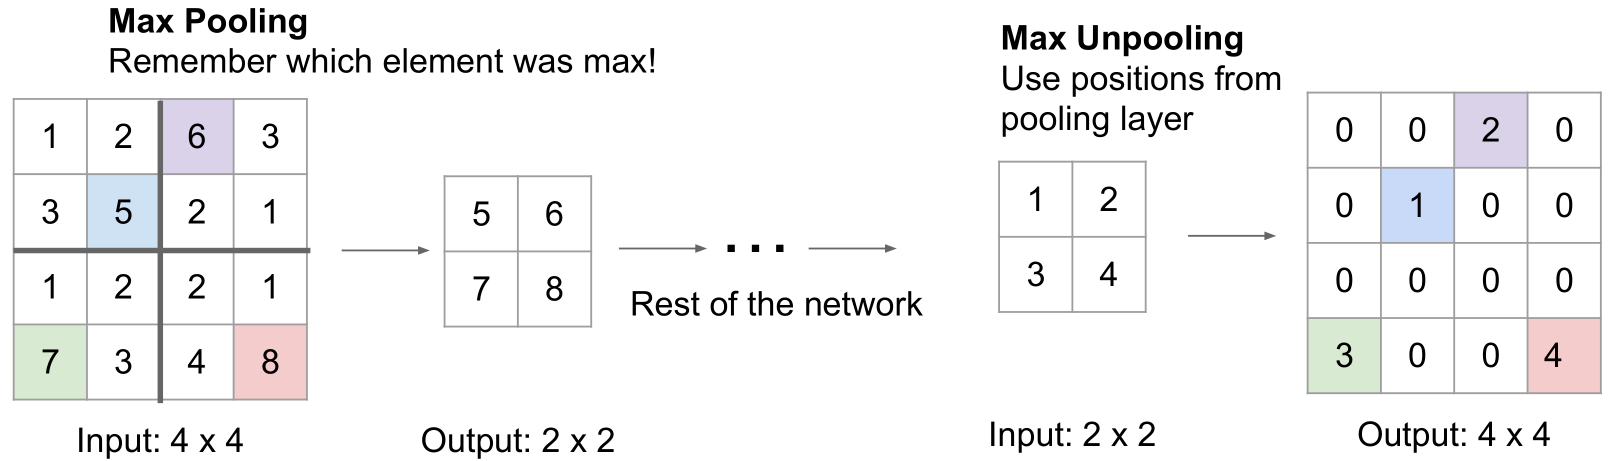 Max Pooling
Remember which element was max!
1 2 6 3
3 5 2 1
1 2 2 1
7 3 4 8
Input: 4 x 4
5 6
7 8
Output: 2 x 2
...
Rest of the network
Max Unpooling
Use positions from
pooling layer
1 2
3 4
Input: 2 x 2
0 0 2 0
0 1 0 0
0 0 0 0
3 0 0 4
Output: 4 x 4